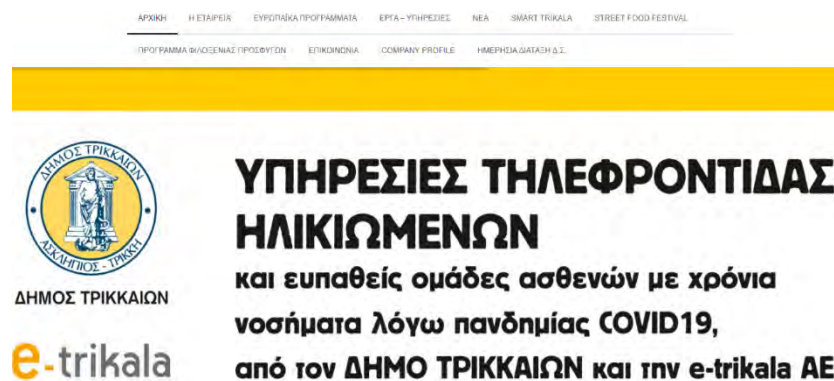 ΑΡΧΙΚΗ Η ΕΤΑΙΡΕΙΑ ΕΥΡΩΠΑΪΚΑ ΠΡΟΓΡΑΜΜΑΤΑ ΕΡΓΑ – ΥΠΗΡΕΣΙΕΣ ΝΕΑ SMART TRIKALA STREET FOOD FESTIVAL
ΠΡΟΓΡΑΜΜΑ ΦΙΛΟΞΕΝΙΑΣ ΠΡΟΣΦΥΓΩΝ ΕΠΙΚΟΙΝΩΝΙΑ COMPANY PROFILE ΗΜΕΡΗΣΙΑ ΔΙΑΤΑΞΗ Δ.Σ.
ΔΗΜΟΣ ΤΡΙΚΚΑΙΩΝ
ΑΣΚΛΗΠΙΟΣ - ΤΡΙΚΚΗ
ΔΗΜΟΣ ΤΡΙΚΚΑΙΩΝ
e-trikala
ΥΠΗΡΕΣΙΕΣ ΤΗΛΕΦΡΟΝΤΙΔΑΣ
ΗΛΙΚΙΩΜΕΝΩΝ
και ευπαθείς ομάδες ασθενών με χρόνια
νοσήματα λόγω πανδημίας COVID19,
από τον ΔΗΜΟ ΤΡΙΚΚΑΙΩΝ και την e-trikala AE